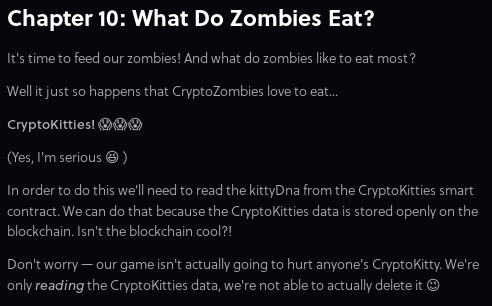 Chapter 10: What Do Zombies Eat?
It's time to feed our zombies! And what do zombies like to eat most?
Well it just so happens that CryptoZombies love to eat...
CryptoKitties! 😱😱😱
(Yes, I'm serious 😆 )
In order to do this we'll need to read the kittyDna from the CryptoKitties smart
contract. We can do that because the CryptoKitties data is stored openly on the
blockchain. Isn't the blockchain cool?!
Don't worry — our game isn't actually going to hurt anyone's CryptoKitty. We're
only reading the CryptoKitties data, we're not able to actually delete it 😉